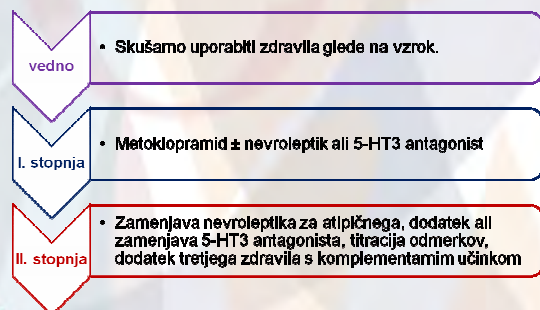 vedno
• Skušamo uporabiti zdravila glede na vzrok.
I. stopnja
• Metoklopramid ± nevroleptik ali 5-HT3 antagonist
II. stopnja
• Zamenjava nevroleptika za atipičnega, dodatek ali
zamenjava 5-HT3 antagonista, titracija odmerkov,
dodatek tretjega zdravila s komplementarnim učinkom